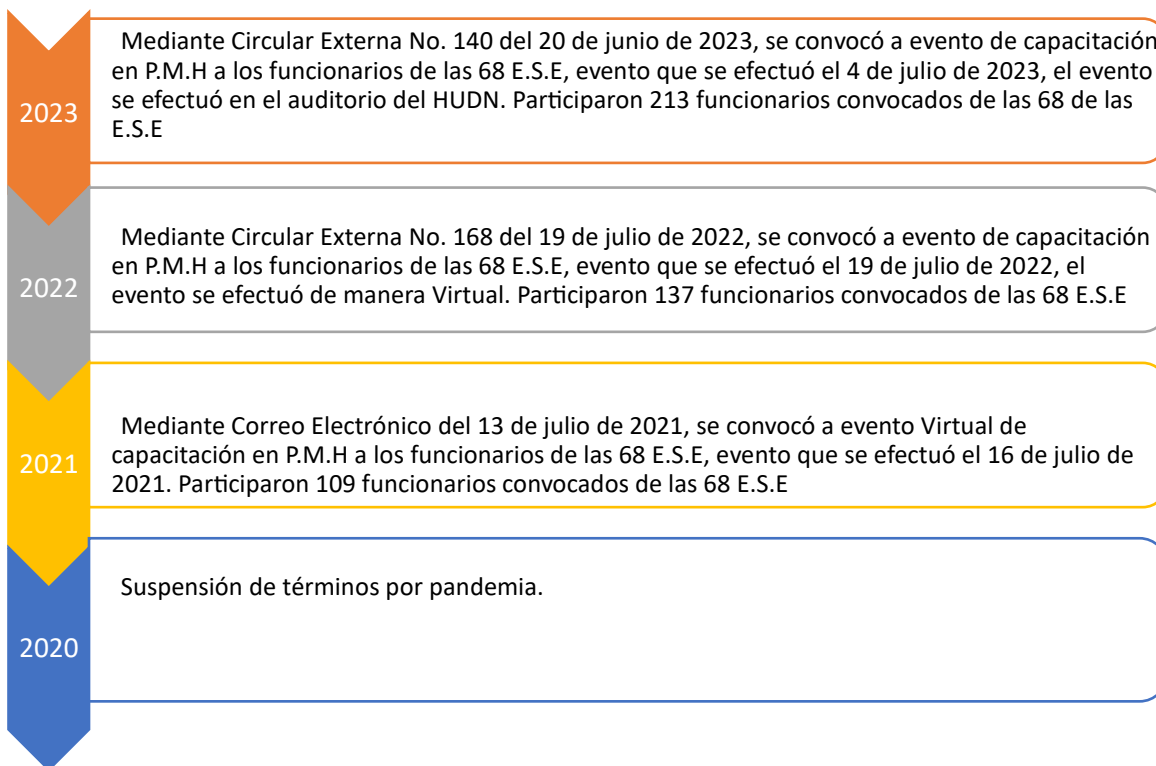 2023
Mediante Circular Externa No. 140 del 20 de junio de 2023, se convocó a evento de capacitación
en P.M.H a los funcionarios de las 68 E.S.E, evento que se efectuó el 4 de julio de 2023, el evento
se efectuó en el auditorio del HUDN. Participaron 213 funcionarios convocados de las 68 de las
E.S.E
2022
Mediante Circular Externa No. 168 del 19 de julio de 2022, se convocó a evento de capacitación
en P.M.H a los funcionarios de las 68 E.S.E, evento que se efectuó el 19 de julio de 2022, el
evento se efectuó de manera Virtual. Participaron 137 funcionarios convocados de las 68 E.S.E
2021
Mediante Correo Electrónico del 13 de julio de 2021, se convocó a evento Virtual de
capacitación en P.M.H a los funcionarios de las 68 E.S.E, evento que se efectuó el 16 de julio de
2021. Participaron 109 funcionarios convocados de las 68 E.S.E
2020
Suspensión de términos por pandemia.